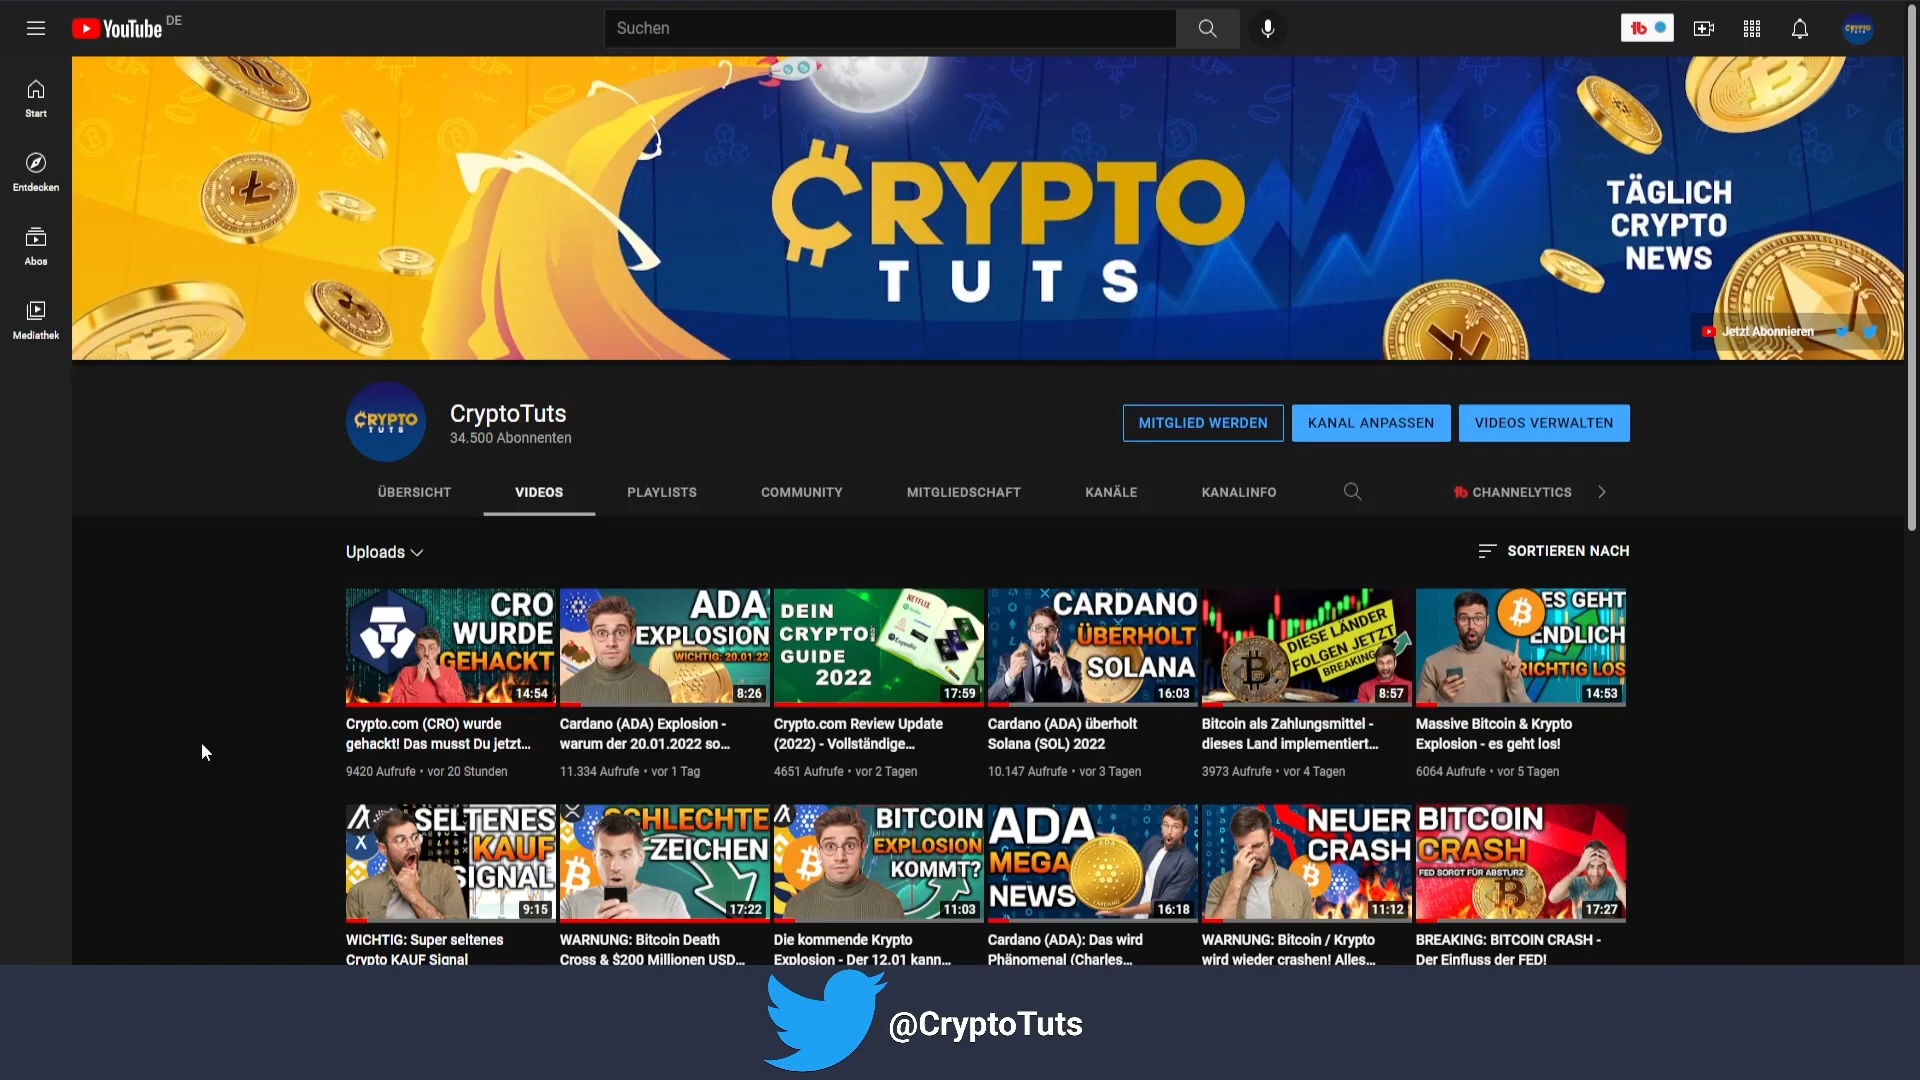 YouTube DE
Suchen
Start
Entdecken
Abos
Mediathek
CRYPTO
TUTS
TÄGLICH
CRYPTO
NEWS
Jetzt Abonnieren
CRYPTO
TUTS
CryptoTuts
34.500 Abonnenten
MITGLIED WERDEN
KANAL ANPASSEN
VIDEOS VERWALTEN
ÜBERSICHT
VIDEOS
PLAYLISTS
COMMUNITY
MITGLIEDSCHAFT
KANÄLE
KANALINFO
CHANNELYTICS
Uploads
SORTIEREN NACH
CRO
WURDE
GEHACKT
14:54
Crypto.com (CRO) wurde
gehackt! Das musst Du jetzt...
9420 Aufrufe • vor 20 Stunden
ADA
EXPLOSION
WICHTIG: 20.01.22
8:26
Cardano (ADA) Explosion -
warum der 20.01.2022 so...
11.334 Aufrufe • vor 1 Tag
DEIN
CRYPTO.COM
GUIDE
2022
NETFLIX
Expedia
17:59
Crypto.com Review Update
(2022) - Vollständige...
4651 Aufrufe • vor 2 Tagen
CARDANO
ÜBERHOLT
SOLANA
16:03
Cardano (ADA) überholt
Solana (SOL) 2022
10.147 Aufrufe • vor 3 Tagen
DIESE LÄNDER
FOLGEN JETZT
BREAKING
8:57
Bitcoin als Zahlungsmittel -
dieses Land implementiert...
3973 Aufrufe • vor 4 Tagen
ES GEHT
ENDLICH
RICHTIG LOS
14:53
Massive Bitcoin & Krypto
Explosion - es geht los!
6064 Aufrufe • vor 5 Tagen
SELTENES
KAUF
SIGNAL
9:15
WICHTIG: Super seltenes
Crypto KAUF Signal
SCHLECHTE
ZEICHEN
17:22
WARNUNG: Bitcoin Death
Cross & $200 Millionen USD...
BITCOIN
EXPLOSION
KOMMT?
11:03
Die kommende Krypto
Explosion - Der 12.01 kann...
ADA
MEGA
NEWS
16:18
Cardano (ADA): Das wird
Phänomenal (Charles...
NEUER
CRASH
11:12
WARNUNG: Bitcoin / Krypto
wird wieder crashen! Alles...
BITCOIN
CRASH
FED SORGT FÜR ABSTURZ
17:27
BREAKING: BITCOIN CRASH -
Der Einfluss der FED!
@CryptoTuts